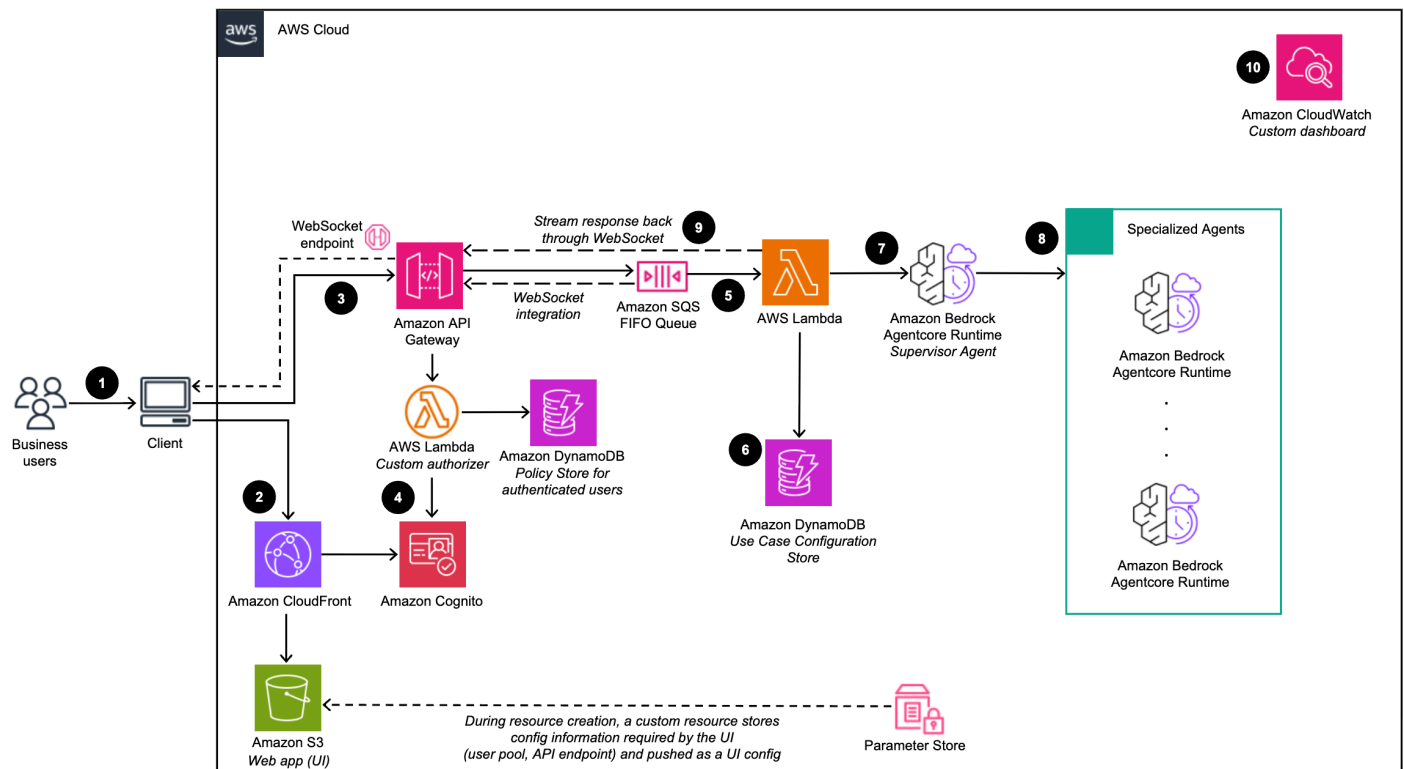 aws
AWS Cloud
10
Amazon CloudWatch
Custom dashboard
WebSocket
endpoint
Stream response back
through WebSocket
9
3
Amazon API
Gateway
WebSocket
integration
Amazon SQS
FIFO Queue
5
AWS Lambda
7
Amazon Bedrock
Agentcore Runtime
Supervisor Agent
8
Specialized Agents
Amazon Bedrock
Agentcore Runtime
.
.
.
Amazon Bedrock
Agentcore Runtime
1
Business
users
Client
AWS Lambda
Custom authorizer
Amazon DynamoDB
Policy Store for
authenticated users
6
Amazon DynamoDB
Use Case Configuration
Store
2
4
Amazon CloudFront
Amazon Cognito
Amazon S3
Web app (UI)
During resource creation, a custom resource stores
config information required by the UI
(user pool, API endpoint) and pushed as a UI config
Parameter Store